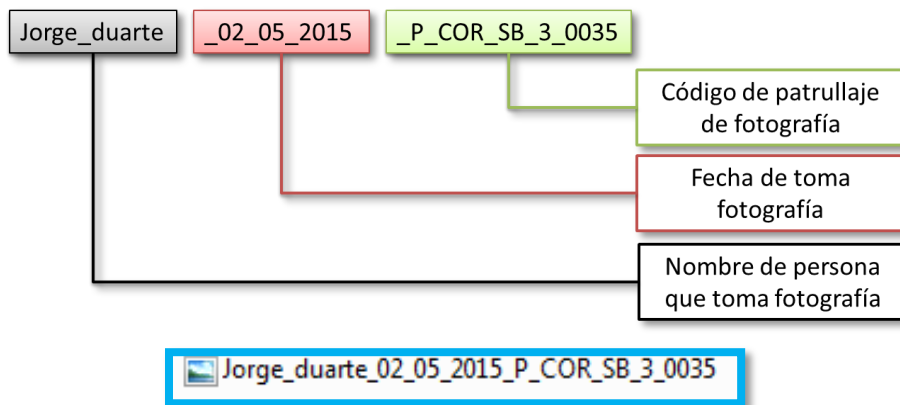 Jorge_duarte
_02_05_2015
_P_COR_SB_3_0035
Código de patrullaje
de fotografía
Fecha de toma
fotografía
Nombre de persona
que toma fotografía
Jorge_duarte_02_05_2015_P_COR_SB_3_0035